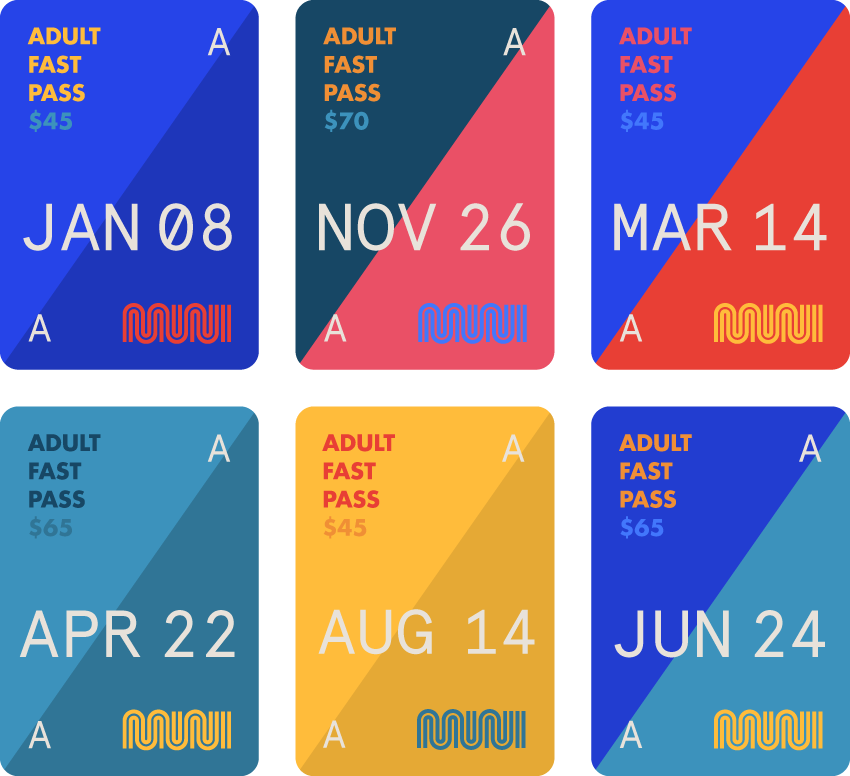 ADULT
FAST
PASS
$45
A
JAN 08
A
MUNI
ADULT
FAST
PASS
$70
A
NOV 26
A
MUNI
ADULT
FAST
PASS
$45
MAR 14
A
MUNI
ADULT
FAST
PASS
$65
A
APR 22
A
MUNI
ADULT
FAST
PASS
$45
A
AUG 14
A
MUNI
ADULT
FAST
PASS
$65
A
JUN 24
A
MUNI